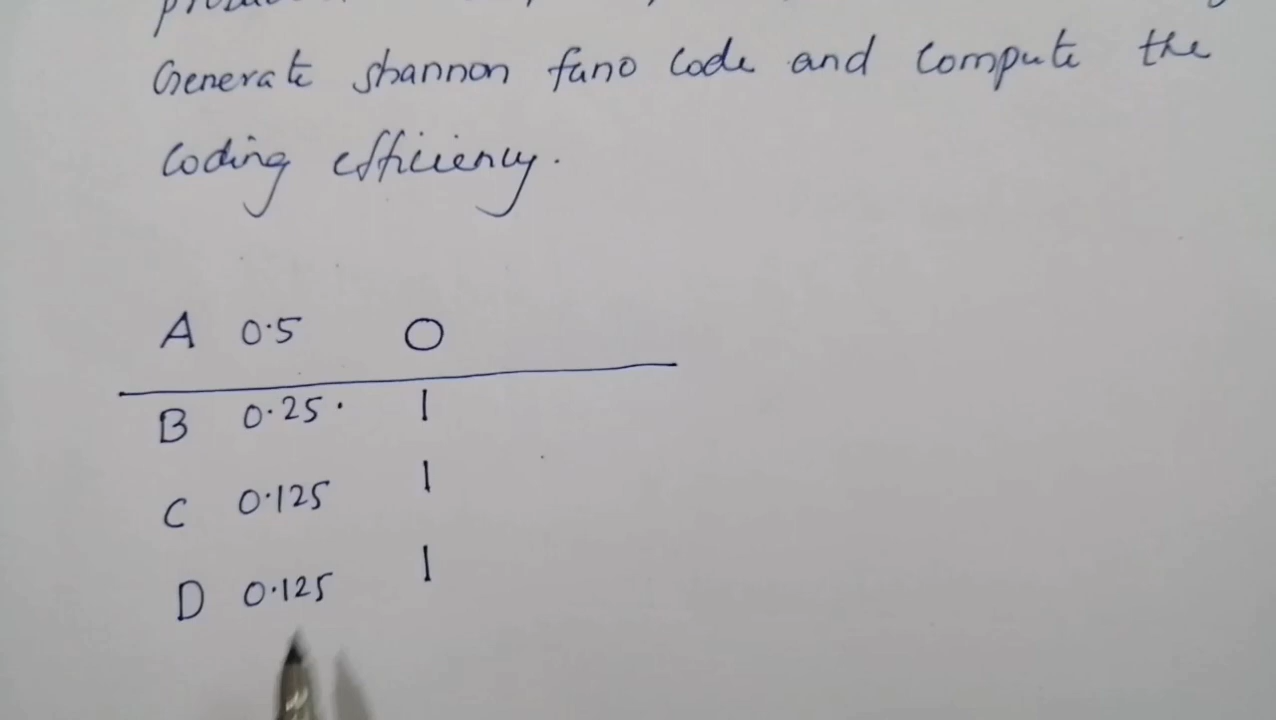 Generate shannon fano code and compute the
coding efficiency.
A 0.5 0
B 0.25 . 1
C 0.125 1
D 0.125 1